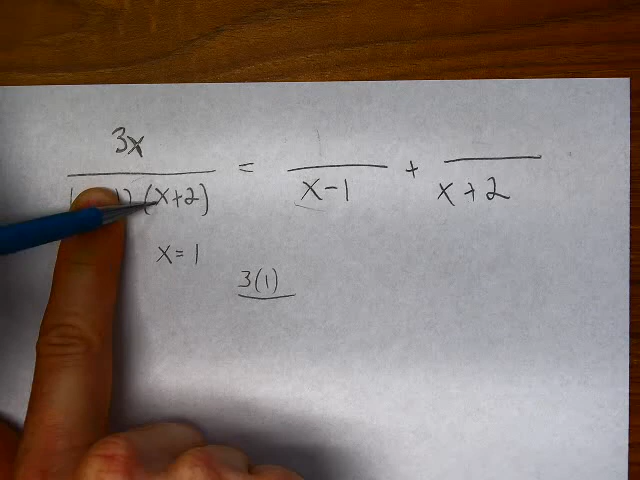 3x
(x+2) = x-1 + x+2
x=1
3(1)